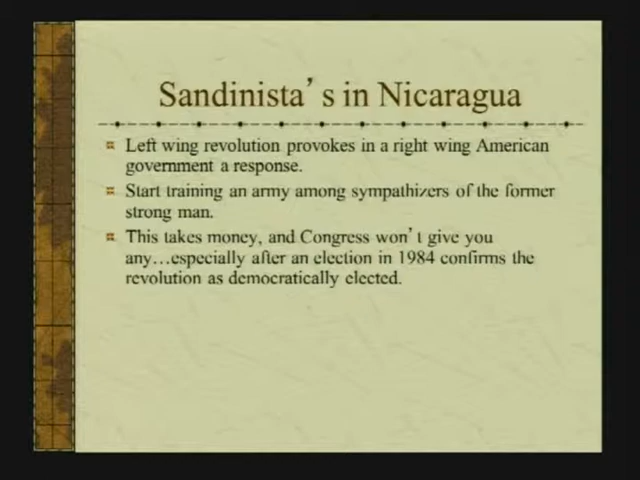 Sandinista’s in Nicaragua
Left wing revolution provokes in a right wing American
government a response.
Start training an army among sympathizers of the former
strong man.
This takes money, and Congress won’t give you
any…especially after an election in 1984 confirms the
revolution as democratically elected.